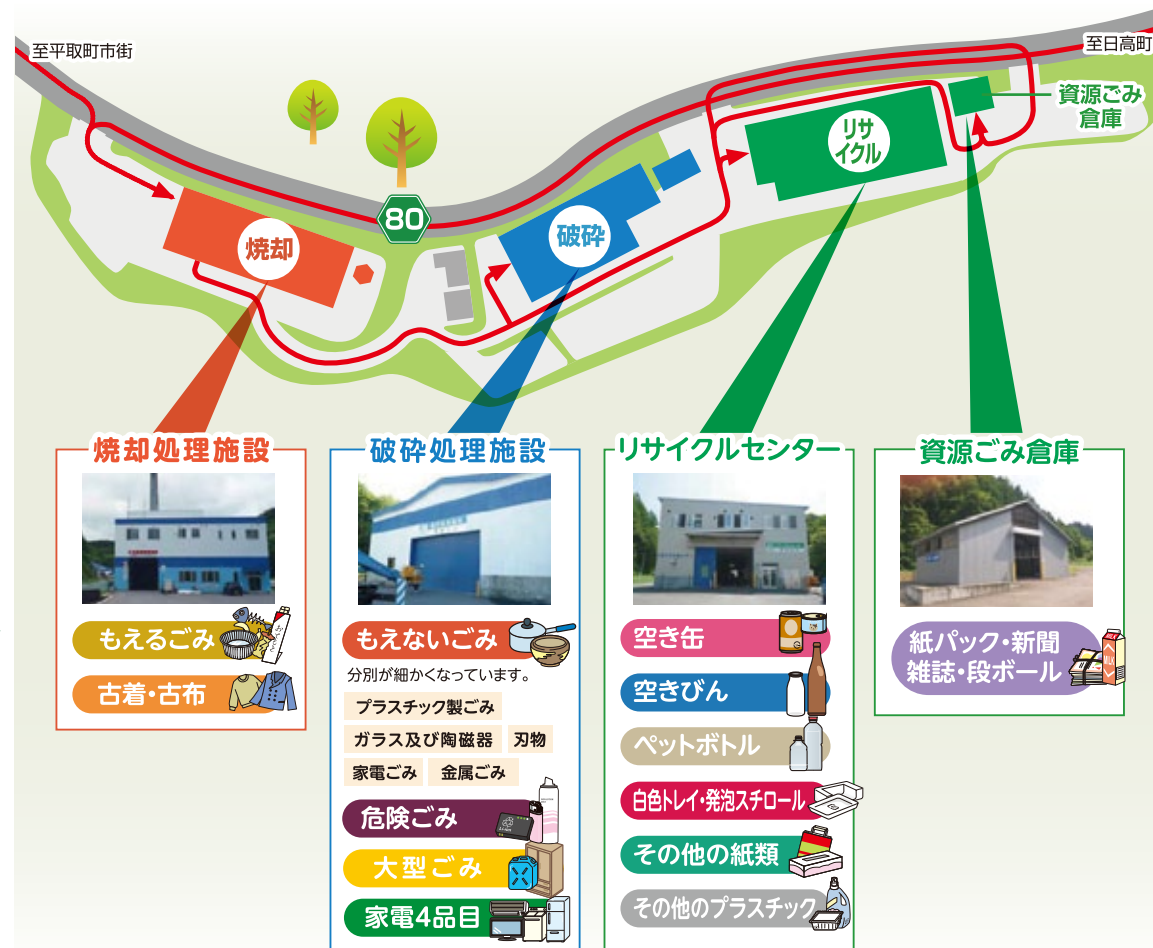 至平取町市街
至日高町
資源ごみ
倉庫
リサ
イクル
破砕
80
焼却
焼却処理施設
もえるごみ
古着・古布
破砕処理施設
もえないごみ
分別が細かくなっています。
プラスチック製ごみ
ガラス及び陶磁器
刃物
家電ごみ
金属ごみ
危険ごみ
大型ごみ
家電4品目
リサイクルセンター
空き缶
空きびん
ペットボトル
白色トレイ・発泡スチロール
その他の紙類
その他のプラスチック
資源ごみ倉庫
紙パック・新聞
雑誌・段ボール